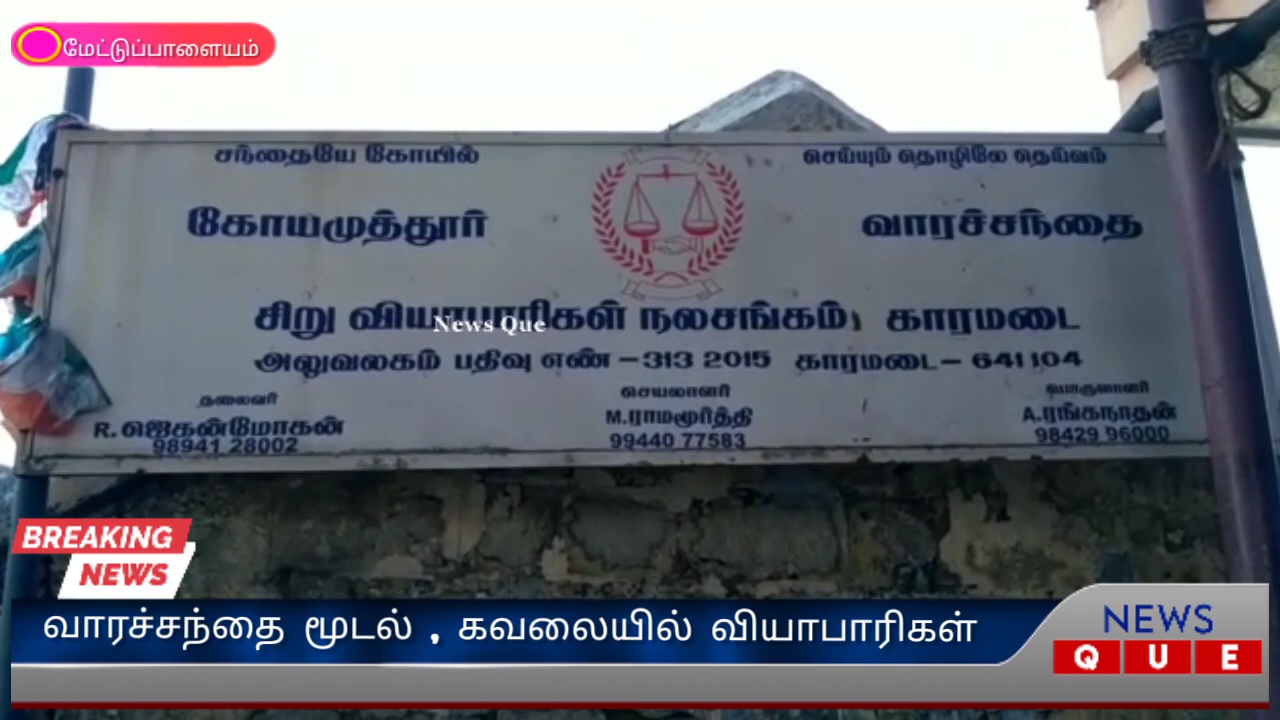 மேட்டுப்பாளையம்
சந்தையே கோயில் செய்யும் தொழிலே தெய்வம்
கோயமுத்தூர் வாரச்சந்தை
சிறு வியாபாரிகள் நலசங்கம், காரமடை
News Que
அலுவலகம் பதிவு எண் -313 2015 காரமடை - 641 104
தலைவர் செயலாளர் பொருளாளர்
R. ஜெகன்மோகன் M.ராமமூர்த்தி A.ரங்கநாதன்
98941 28002 99440 77583 98429 96000
BREAKING
NEWS
வாரச்சந்தை மூடல் , கவலையில் வியாபாரிகள்
NEWS
QUE